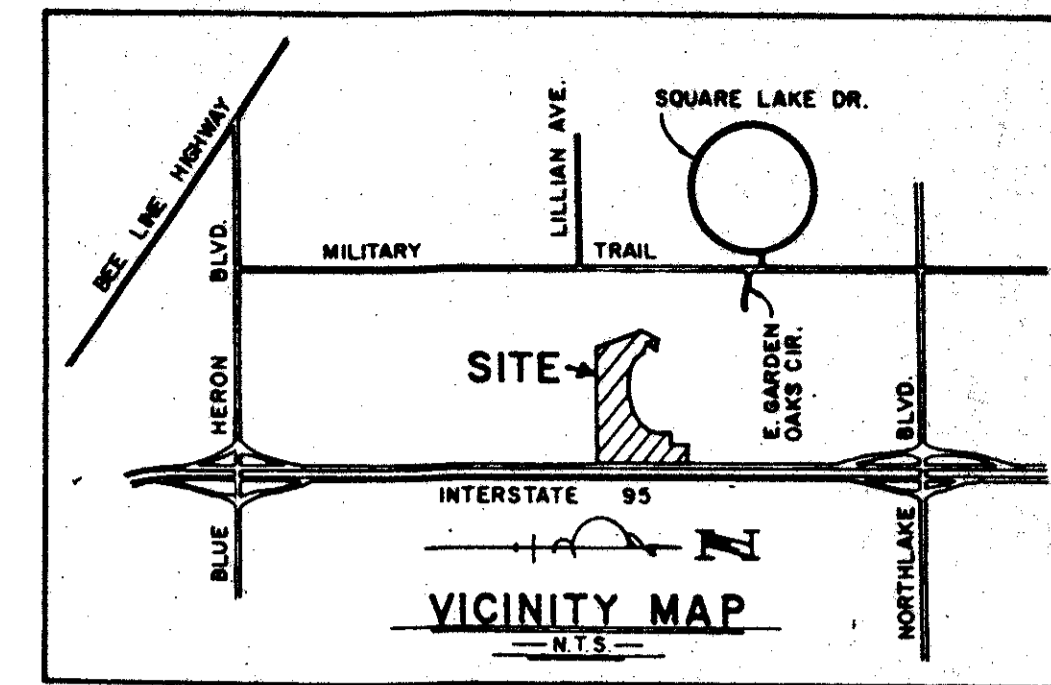 BEE LINE HIGHWAY
BLUE HERON BLVD.
LILLIAN AVE.
SQUARE LAKE DR.
MILITARY TRAIL
SITE
E. GARDEN
OAKS CIR.
NORTHLAKE BLVD.
INTERSTATE 95
N
VICINITY MAP
N.T.S.